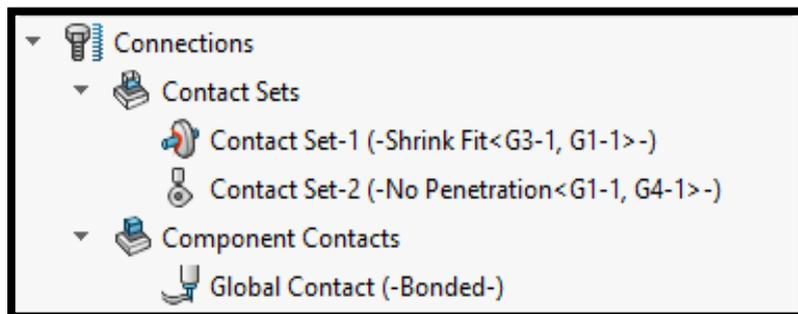 Connections
Contact Sets
Contact Set-1 (-Shrink Fit<G3-1, G1-1>-)
Contact Set-2 (-No Penetration<G1-1, G4-1>-)
Component Contacts
Global Contact (-Bonded-)